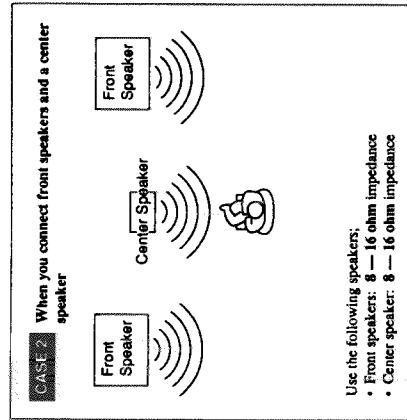 CASE 2 When you connect front speakers and a center
speaker
Front
Speaker
Center Speaker
Front
Speaker
Use the following speakers;
• Front speakers: 8 — 16 ohm impedance
• Center speaker: 8 — 16 ohm impedance